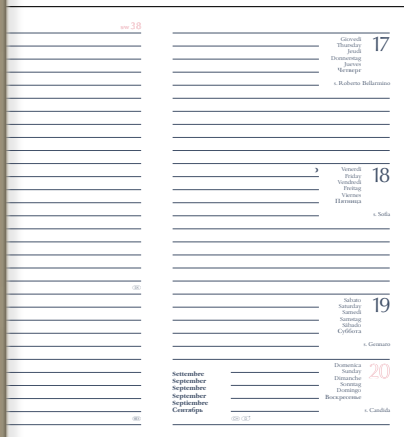 38
Giovedì
Thursday
Jeudi
Donnerstag
Jueves
Четверг
17
s. Roberto Bellarmino
Venerdì
Friday
Vendredi
Freitag
Viernes
Пятница
18
s. Sofia
Sabato
Saturday
Samedi
Samstag
Sábado
Суббота
19
s. Gennaro
Domenica
Sunday
Dimanche
Sonntag
Domingo
Воскресенье
20
s. Candida
Settembre
September
Septembre
September
Septiembre
Сентябрь